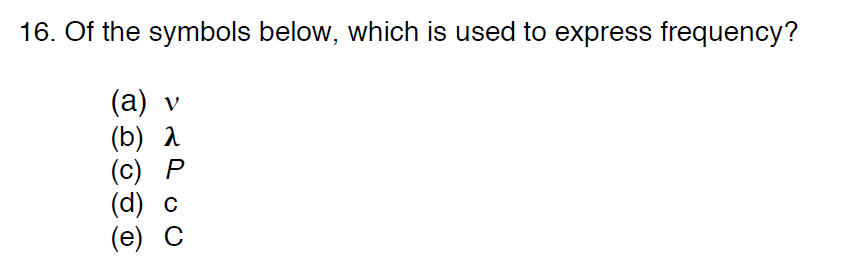 16. Of the symbols below, which is used to express frequency?
(a) ν
(b) λ
(c) P
(d) c
(e) C